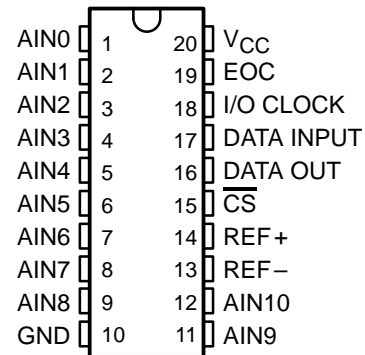 AIN0 1 20 VCC
AIN1 2 19 EOC
AIN2 3 18 I/O CLOCK
AIN3 4 17 DATA INPUT
AIN4 5 16 DATA OUT
AIN5 6 15 C̅S̅
AIN6 7 14 REF+
AIN7 8 13 REF–
AIN8 9 12 AIN10
GND 10 11 AIN9